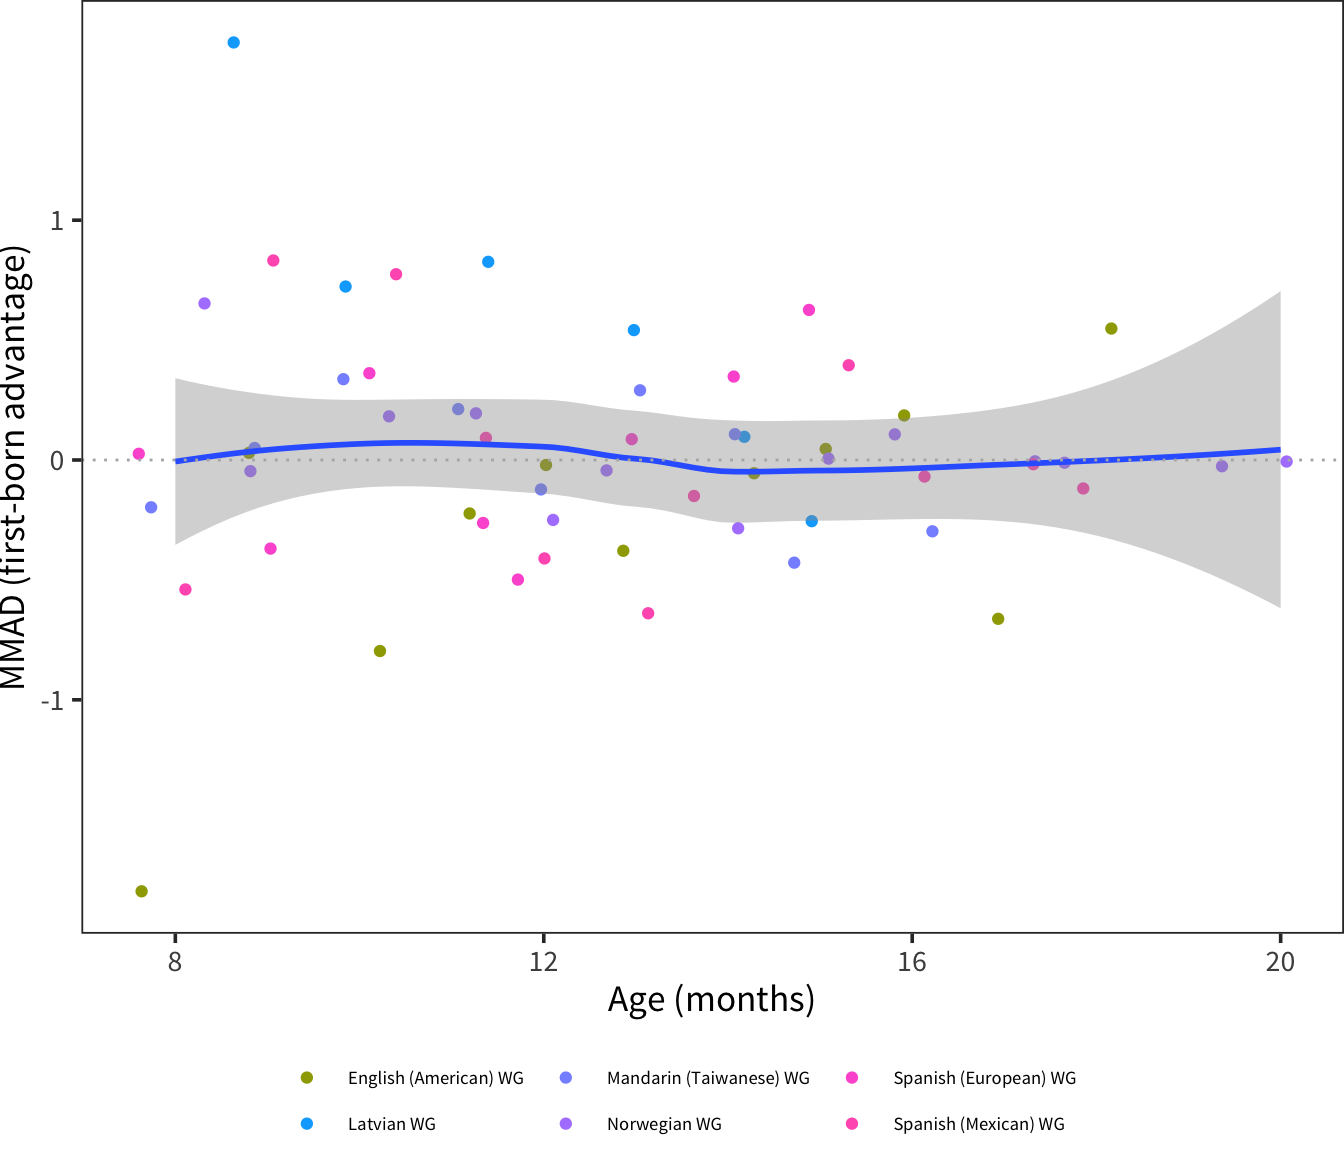 MMAD (first-born advantage)
1
0
-1
8 12 16 20
Age (months)
English (American) WG Mandarin (Taiwanese) WG Spanish (European) WG
Latvian WG Norwegian WG Spanish (Mexican) WG